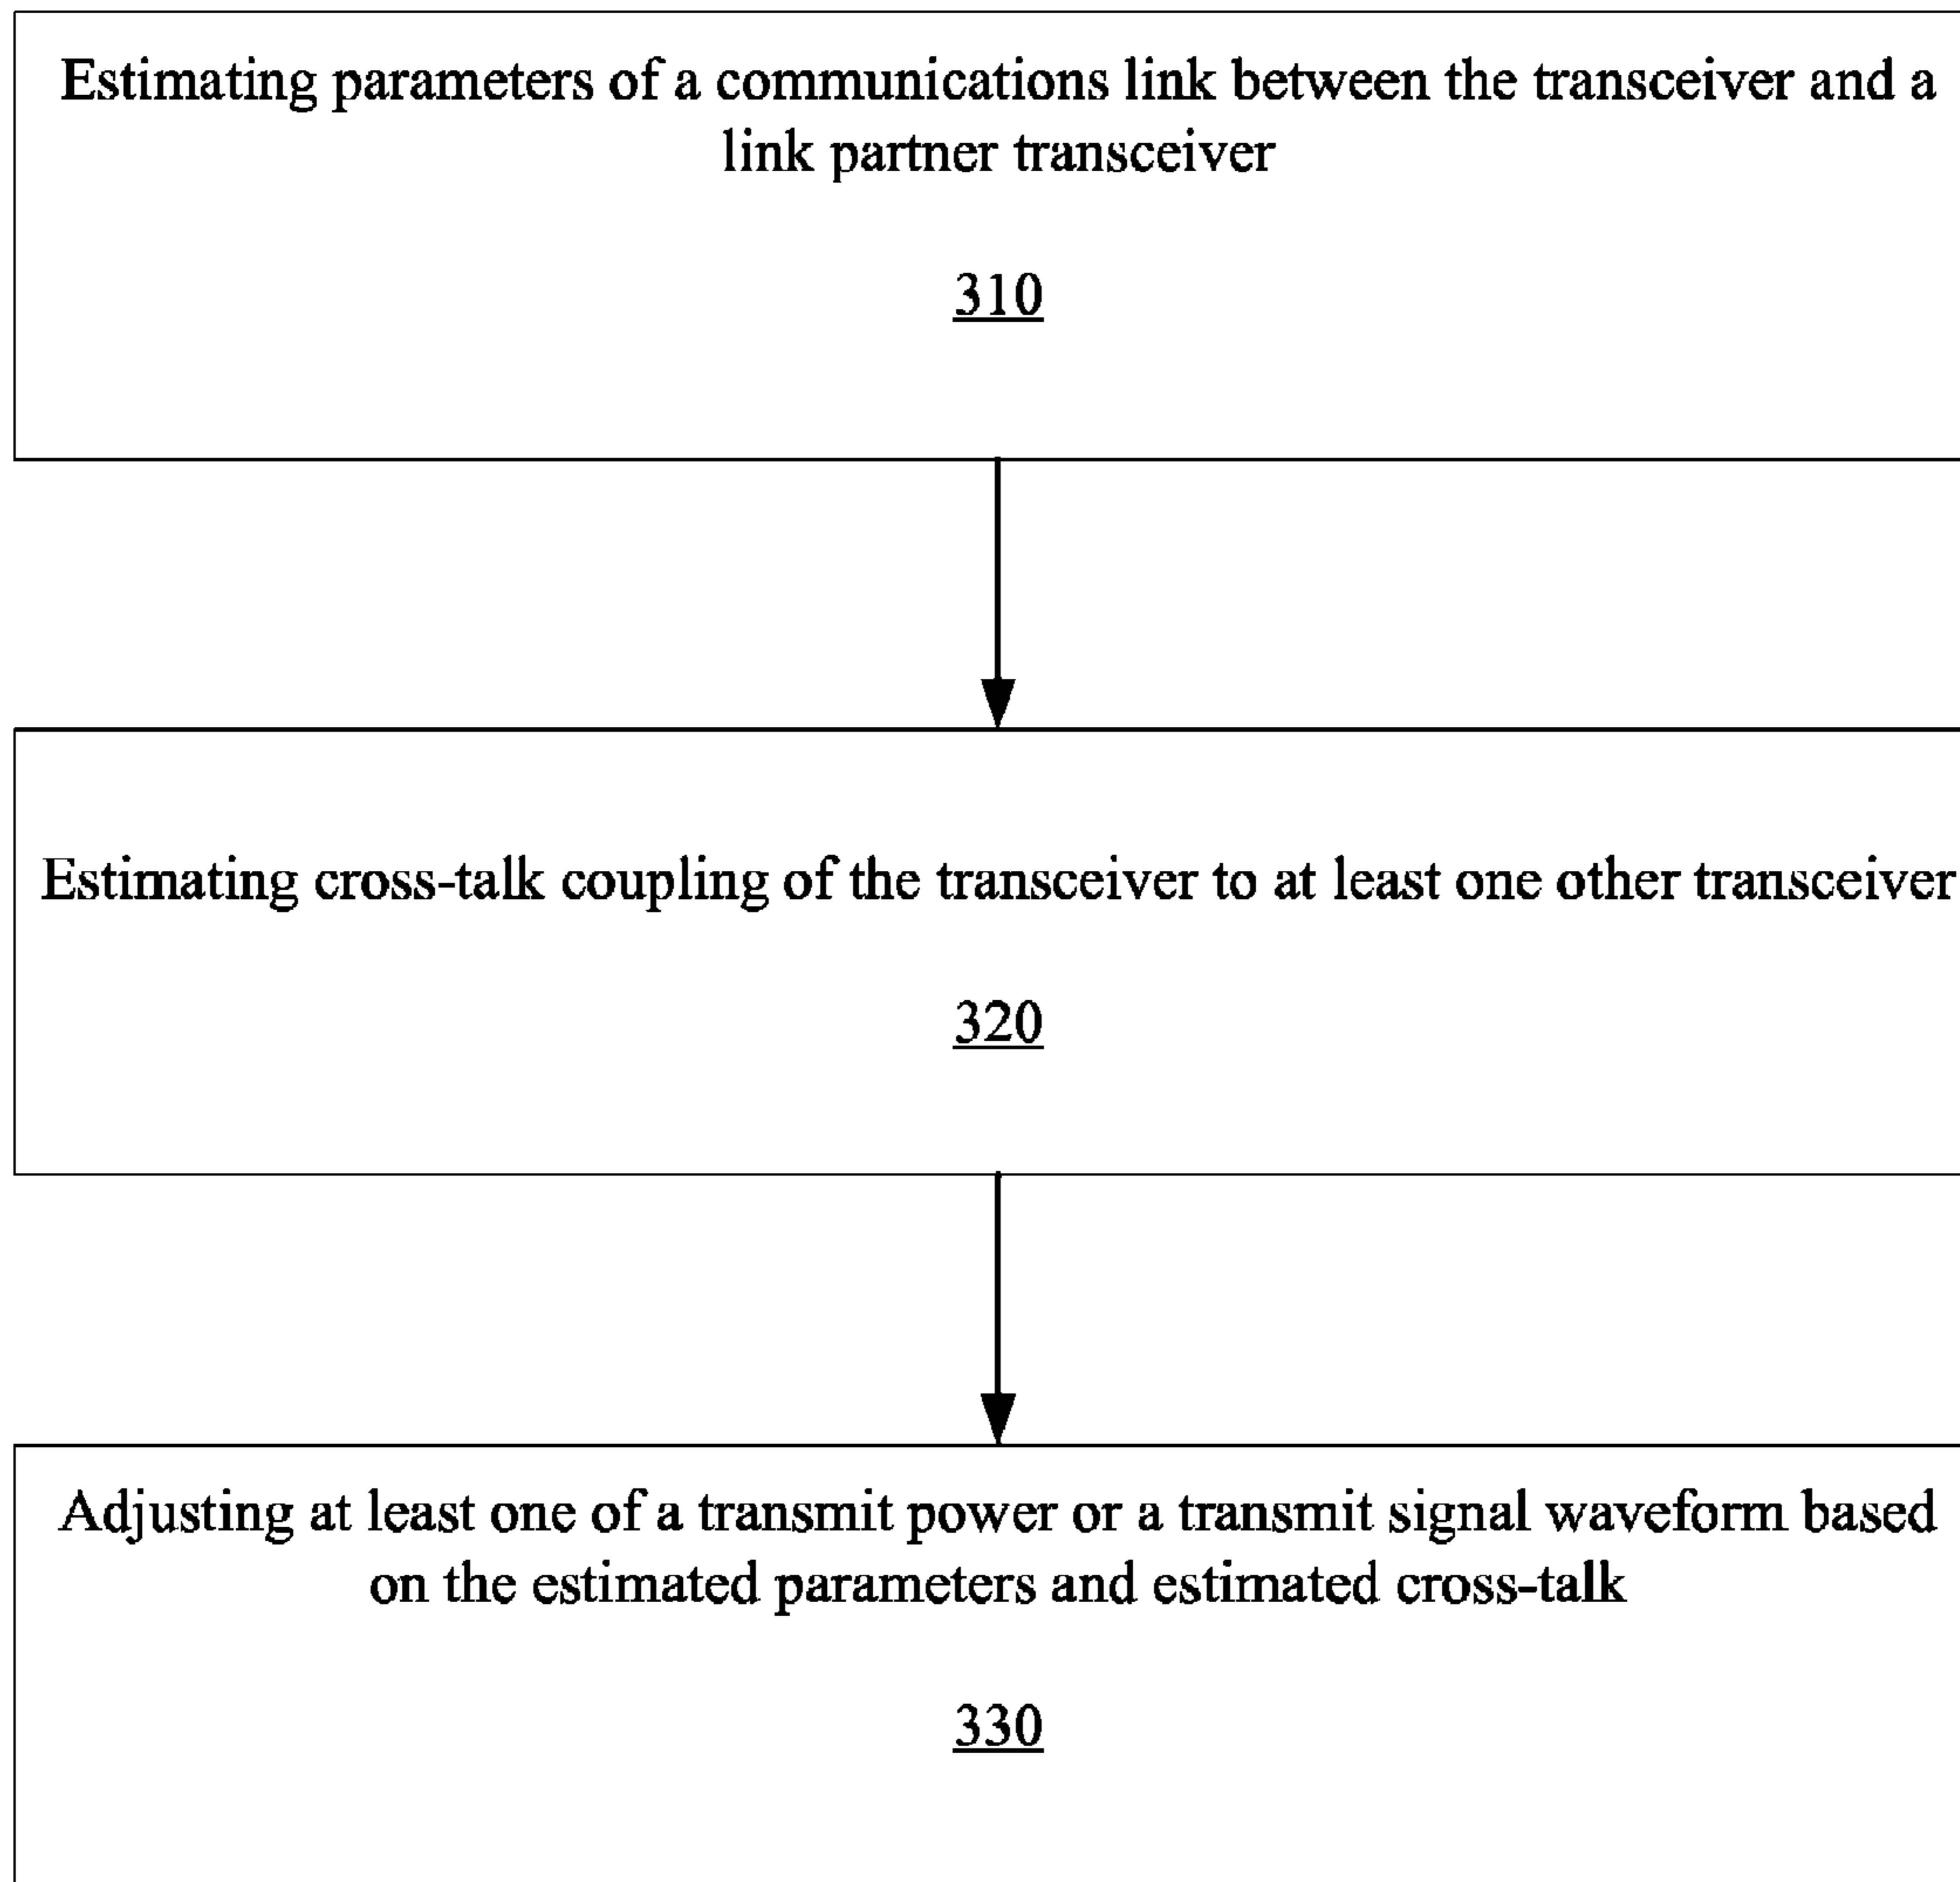 Estimating parameters of a communications link between the transceiver and a
link partner transceiver
310
Estimating cross-talk coupling of the transceiver to at least one other transceiver
320
Adjusting at least one of a transmit power or a transmit signal waveform based
on the estimated parameters and estimated cross-talk
330